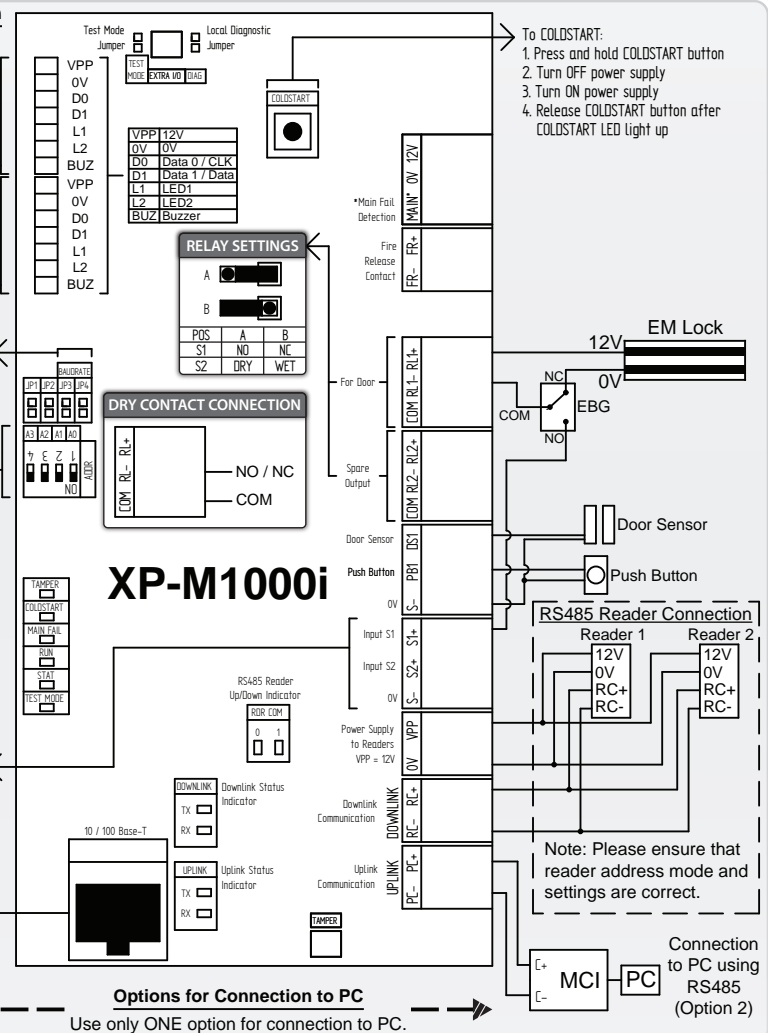 Test Mode
Jumper
Local Diagnostic
Jumper
TEST
MODE
EXTRA I/O
DIAG
VPP
0V
D0
D1
L1
L2
BUZ
VPP
0V
D0
D1
L1
L2
BUZ
VPP 12V
0V 0V
D0 Data 0 / CLK
D1 Data 1 / Data
L1 LED1
L2 LED2
BUZ Buzzer
COLDSTART
To COLDSTART:
1. Press and hold COLDSTART button
2. Turn OFF power supply
3. Turn ON power supply
4. Release COLDSTART button after
COLDSTART LED light up
*Main Fail
Detection
MAIN* 0V 12V
Fire
Release
Contact
FR- FR+
RELAY SETTINGS
A
B
POS A B
S1 NO NC
S2 DRY WET
For Door
COM RL1- RL1+
12V
EM Lock
0V
NC
COM
EBG
NO
BAUDRATE
JP1 JP2 JP3 JP4
A3 A2 A1 A0
4 3 2 1
NO
ADDR
DRY CONTACT CONNECTION
COM RL- RL+
NO / NC
COM
Spare
Output
COM RL2- RL2+
Door Sensor
DS1
Push Button
PB1
0V
S-
Door Sensor
Push Button
XP-M1000i
TAMPER
COLDSTART
MAIN FAIL
RUN
STAT
TEST MODE
Input S1
S1+
Input S2
S2+
0V
S-
RS485 Reader Connection
Reader 1
Reader 2
12V
0V
RC+
RC-
12V
0V
RC+
RC-
RS485 Reader
Up/Down Indicator
RDR COM
0 1
Power Supply
to Readers
VPP = 12V
0V VPP
DOWNLINK
TX
RX
Downlink Status
Indicator
Downlink
Communication
DOWNLINK
RC- RC+
Note: Please ensure that
reader address mode and
settings are correct.
10 / 100 Base-T
UPLINK
TX
RX
Uplink Status
Indicator
Uplink
Communication
UPLINK
PC- PC+
TAMPER
C+
C-
MCI
PC
Connection
to PC using
RS485
(Option 2)
Options for Connection to PC
Use only ONE option for connection to PC.